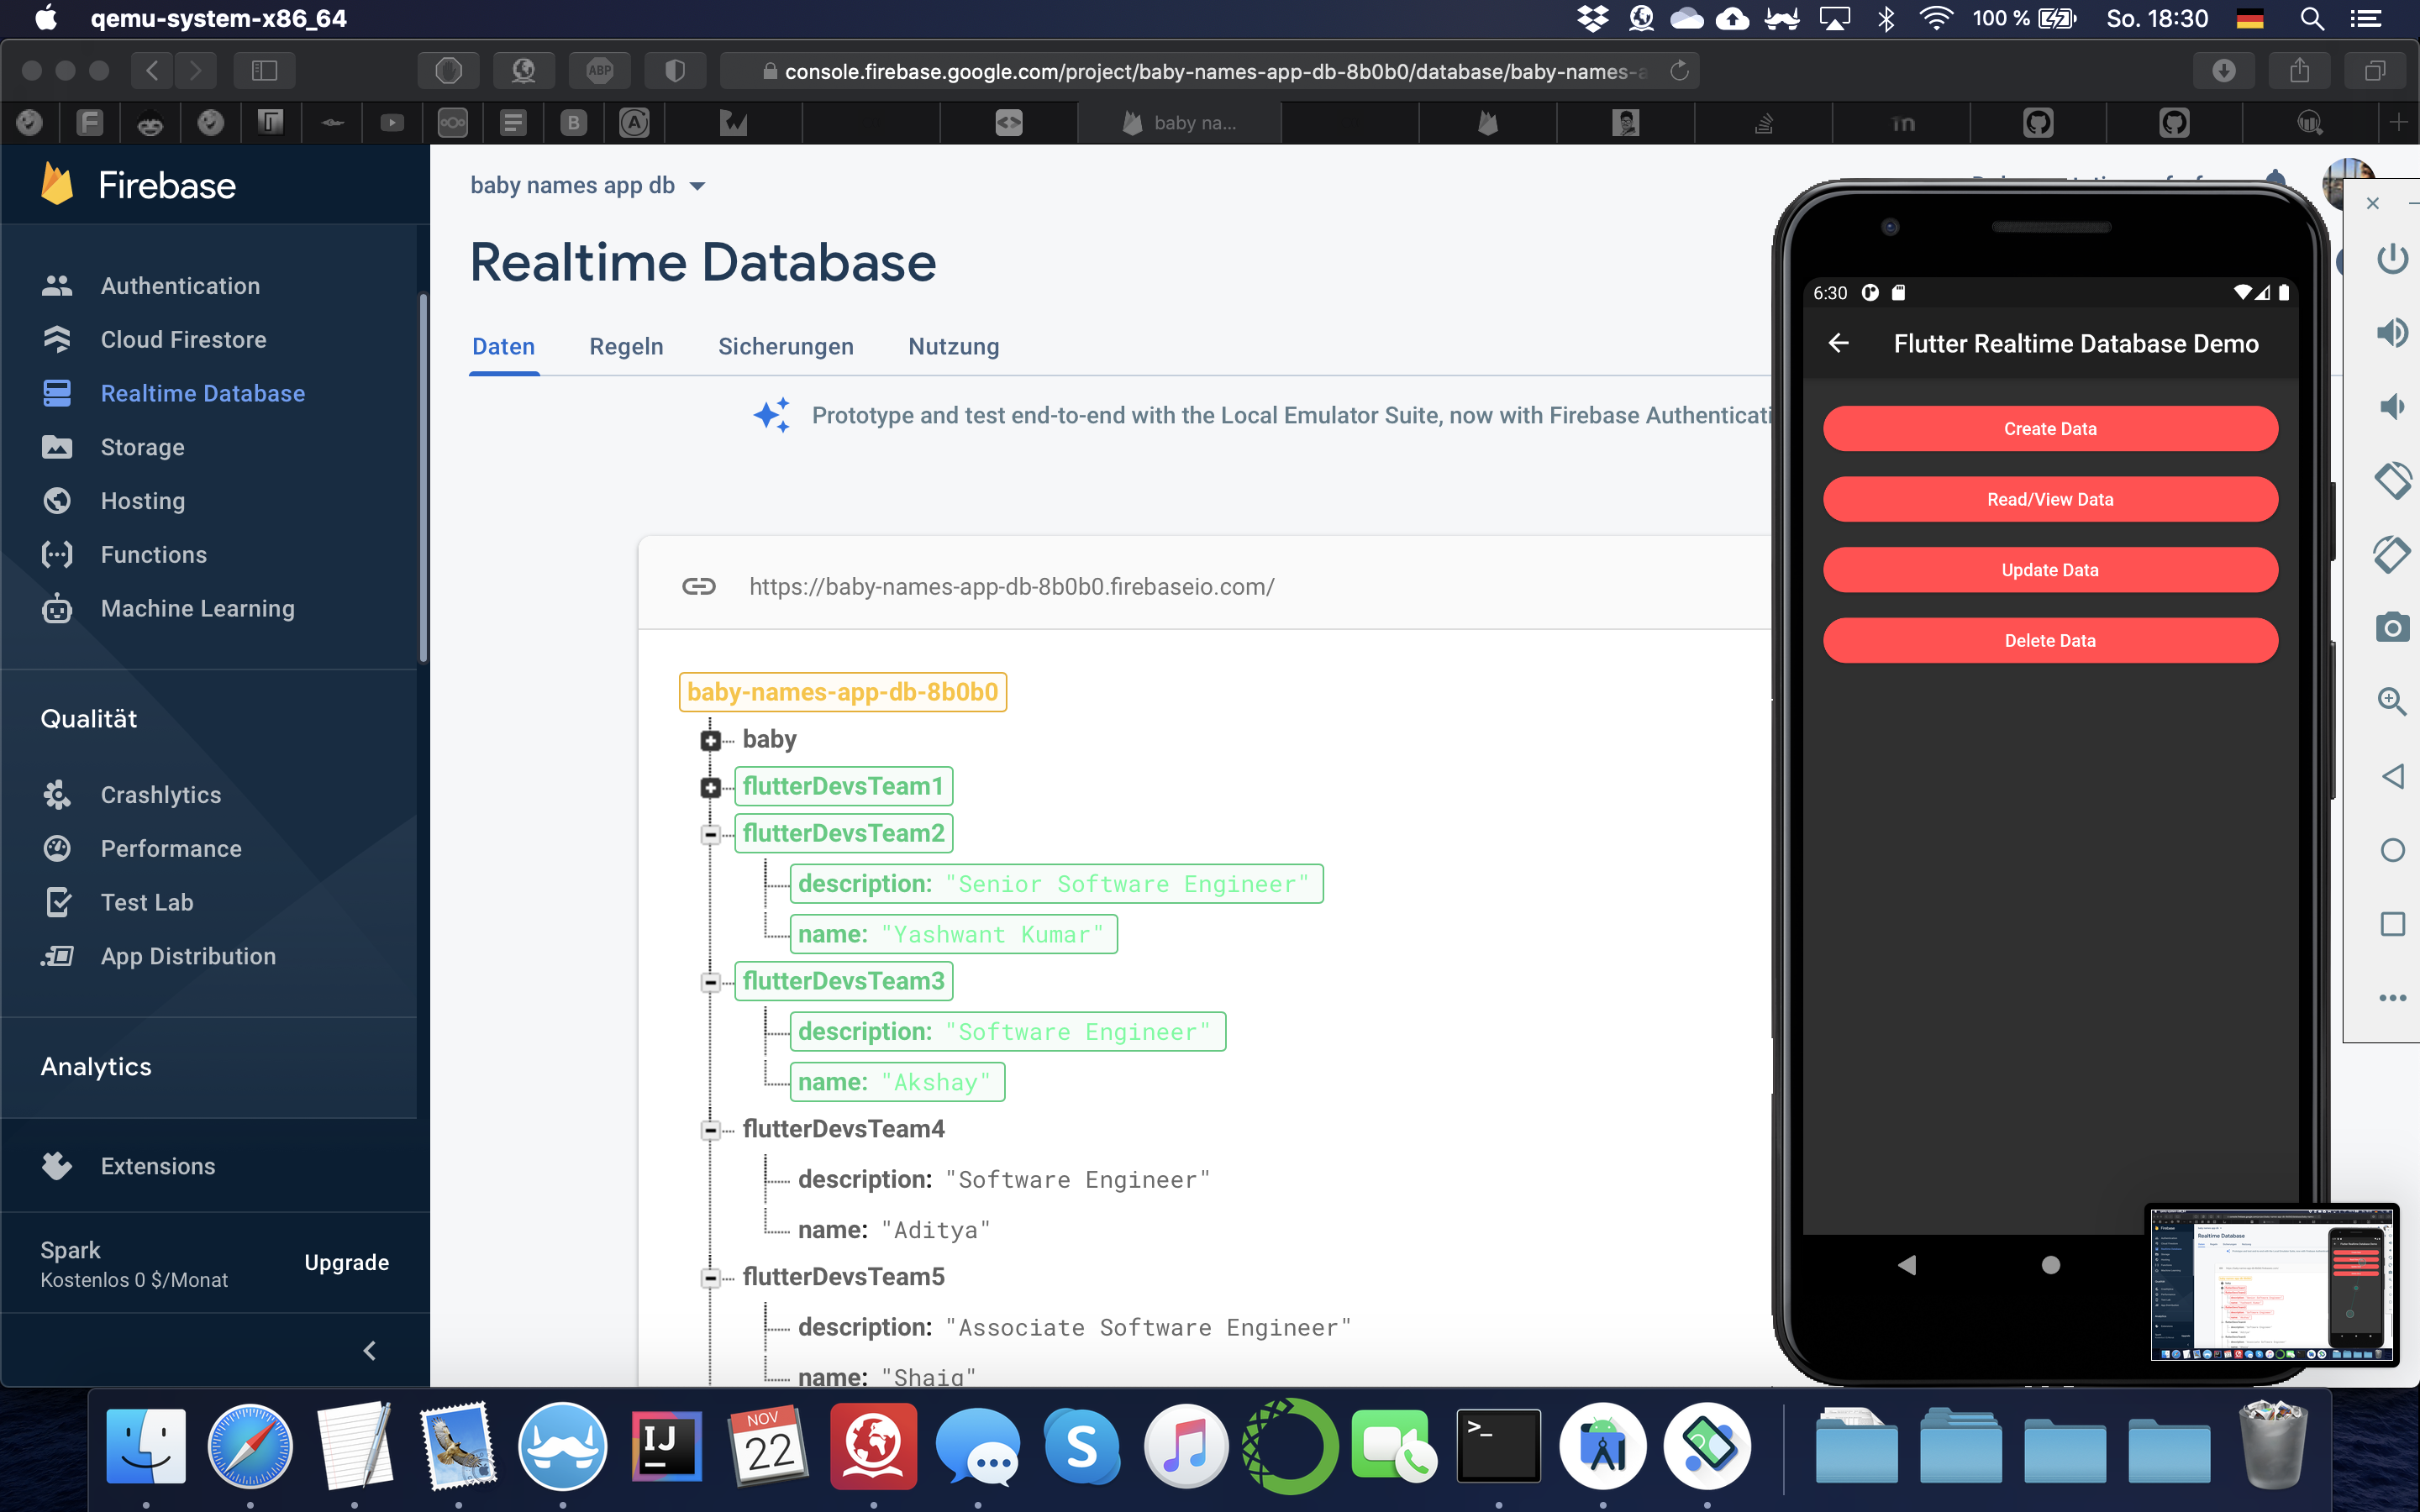 qemu-system-x86_64
100 %
So. 18:30
ABP
console.firebase.google.com/project/baby-names-app-db-8b0b0/database/baby-names-a
baby na...
Firebase
Authentication
Cloud Firestore
Realtime Database
Storage
Hosting
Functions
Machine Learning
Qualität
Crashlytics
Performance
Test Lab
App Distribution
Analytics
Extensions
Spark
Kostenlos 0 $/Monat
Upgrade
baby names app db
Realtime Database
Daten
Regeln
Sicherungen
Nutzung
Prototype and test end-to-end with the Local Emulator Suite, now with Firebase Authenticati
https://baby-names-app-db-8b0b0.firebaseio.com/
baby-names-app-db-8b0b0
baby
flutterDevsTeam1
flutterDevsTeam2
description: "Senior Software Engineer"
name: "Yashwant Kumar"
flutterDevsTeam3
description: "Software Engineer"
name: "Akshay"
flutterDevsTeam4
description: "Software Engineer"
name: "Aditya"
flutterDevsTeam5
description: "Associate Software Engineer"
name: "Shaiq"
6:30
Flutter Realtime Database Demo
Create Data
Read/View Data
Update Data
Delete Data
IJ
NOV
22
S
>_